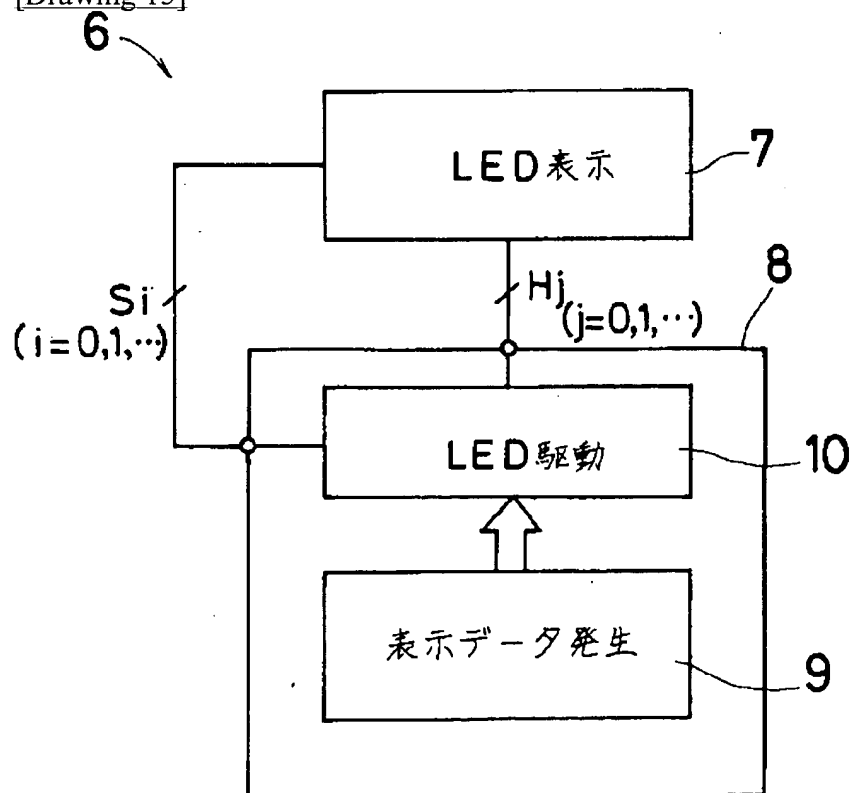 [Drawing 15]
6
LED表示
7
Si
(i=0,1,…)
Hj
(j=0,1,…)
8
LED駆動
10
表示データ発生
9